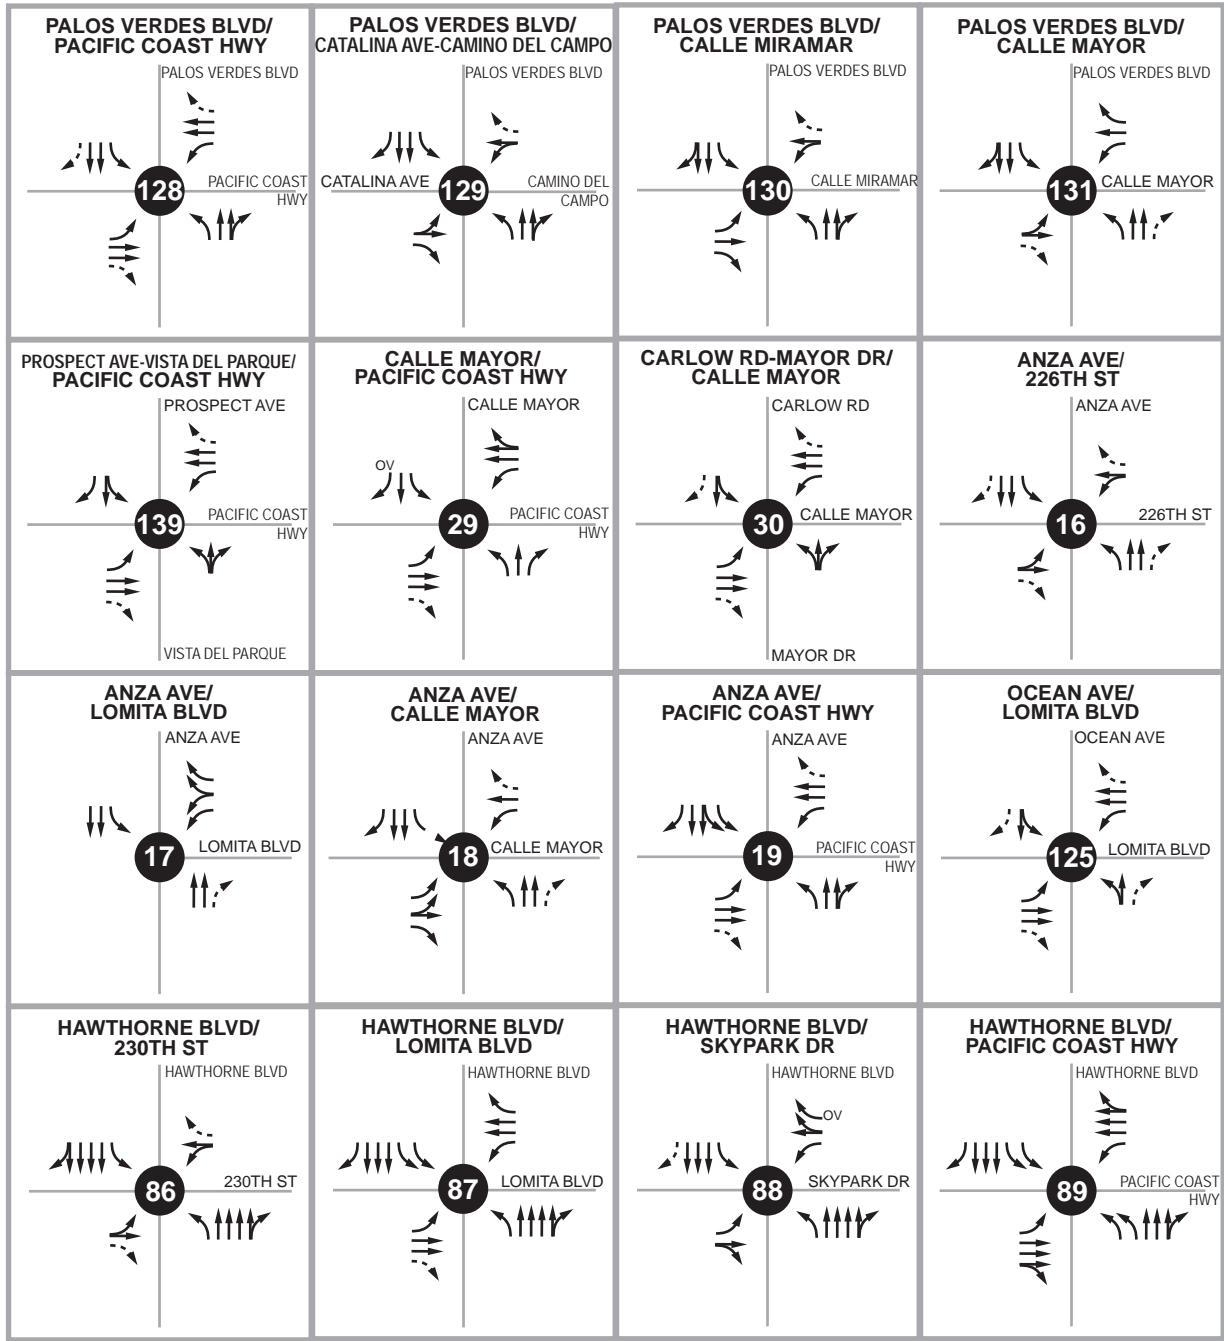 PALOS VERDES BLVD/
PACIFIC COAST HWY
PALOS VERDES BLVD
128
PACIFIC COAST
HWY
PALOS VERDES BLVD/
CATALINA AVE-CAMINO DEL CAMPO
PALOS VERDES BLVD
CATALINA AVE
129
CAMINO DEL
CAMPO
PALOS VERDES BLVD/
CALLE MIRAMAR
PALOS VERDES BLVD
130
CALLE MIRAMAR
PALOS VERDES BLVD/
CALLE MAYOR
PALOS VERDES BLVD
131
CALLE MAYOR
PROSPECT AVE-VISTA DEL PARQUE/
PACIFIC COAST HWY
PROSPECT AVE
139
PACIFIC COAST
HWY
VISTA DEL PARQUE
CALLE MAYOR/
PACIFIC COAST HWY
CALLE MAYOR
OV
29
PACIFIC COAST
HWY
CARLOW RD-MAYOR DR/
CALLE MAYOR
CARLOW RD
30
CALLE MAYOR
MAYOR DR
ANZA AVE/
226TH ST
ANZA AVE
16
226TH ST
ANZA AVE/
LOMITA BLVD
ANZA AVE
17
LOMITA BLVD
ANZA AVE/
CALLE MAYOR
ANZA AVE
18
CALLE MAYOR
ANZA AVE/
PACIFIC COAST HWY
ANZA AVE
19
PACIFIC COAST
HWY
OCEAN AVE/
LOMITA BLVD
OCEAN AVE
125
LOMITA BLVD
HAWTHORNE BLVD/
230TH ST
HAWTHORNE BLVD
86
230TH ST
HAWTHORNE BLVD/
LOMITA BLVD
HAWTHORNE BLVD
87
LOMITA BLVD
HAWTHORNE BLVD/
SKYPARK DR
HAWTHORNE BLVD
OV
88
SKYPARK DR
HAWTHORNE BLVD/
PACIFIC COAST HWY
HAWTHORNE BLVD
89
PACIFIC COAST
HWY